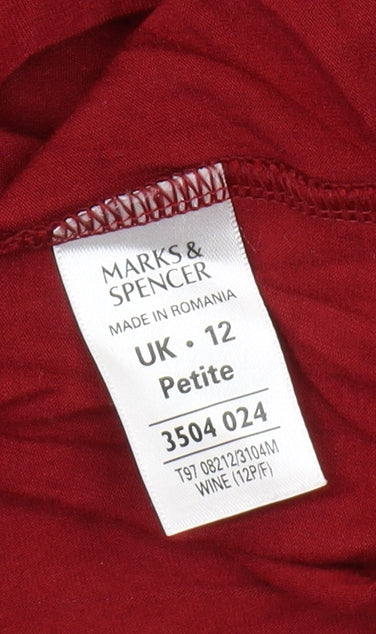 MARKS &
SPENCER
MADE IN ROMANIA
UK • 12
Petite
3504 024
T97 08212/3104M
WINE (12P/F)